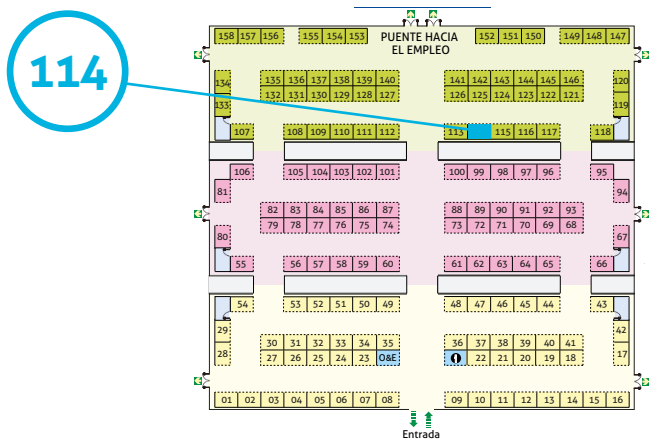 158 157 156 155 154 153 PUENTE HACIA 152 151 150 149 148 147
EL EMPLEO
114
134 135 136 137 138 139 140 141 142 143 144 145 146 120
133 132 131 130 129 128 127 126 125 124 123 122 121 119
107 108 109 110 111 112 113 115 116 117 118
106 105 104 103 102 101 100 99 98 97 96 95
81 94
82 83 84 85 86 87 88 89 90 91 92 93
79 78 77 76 75 74 73 72 71 70 69 68
80 67
55 56 57 58 59 60 61 62 63 64 65 66
54 53 52 51 50 49 48 47 46 45 44 43
29 42
30 31 32 33 34 35 36 37 38 39 40 41
28 27 26 25 24 23 O&E 22 21 20 19 18 17
01 02 03 04 05 06 07 08 09 10 11 12 13 14 15 16
Entrada